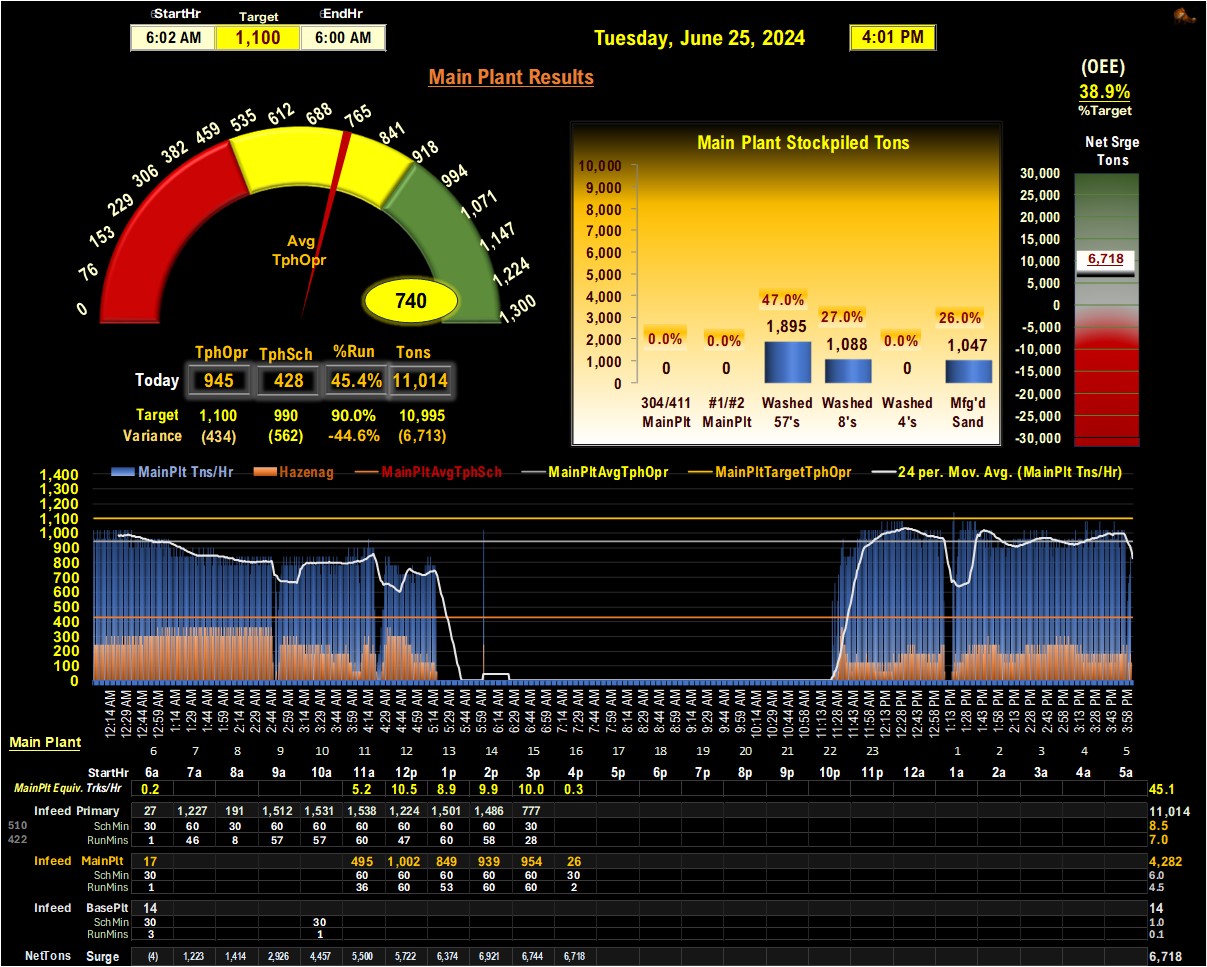 StartHr Target EndHr
6:02 AM 1,100 6:00 AM
Tuesday, June 25, 2024 4:01 PM
Main Plant Results
(OEE)
38.9%
%Target
0 76 153 229 306 382 459 535 612 688 765 841 918 994 1,071 1,147 1,224 1,300
Avg
TphOpr
740
TphOpr TphSch %Run Tons
Today 945 428 45.4% 11,014
Target 1,100 990 90.0% 10,995
Variance (434) (562) -44.6% (6,713)
Main Plant Stockpiled Tons
10,000
9,000
8,000
7,000
6,000
5,000
4,000
3,000
2,000
1,000
0
0.0% 0.0% 47.0% 27.0% 0.0% 26.0%
0 0 1,895 1,088 0 1,047
304/411 #1/#2 Washed Washed Washed Mfg'd
MainPlt MainPlt 57's 8's 4's Sand
Net Srge
Tons
30,000
25,000
20,000
15,000
10,000
5,000
0
-5,000
-10,000
-15,000
-20,000
-25,000
-30,000
6,718
MainPlt Tns/Hr Hazenag MainPltAvgTphSch MainPltAvgTphOpr MainPltTargetTphOpr 24 per. Mov. Avg. (MainPlt Tns/Hr)
1,400
1,300
1,200
1,100
1,000
900
800
700
600
500
400
300
200
100
0
12:14 AM 12:29 AM 12:44 AM 12:59 AM 1:14 AM 1:29 AM 1:44 AM 1:59 AM 2:14 AM 2:29 AM 2:44 AM 2:59 AM 3:14 AM 3:29 AM 3:44 AM 3:59 AM 4:14 AM 4:29 AM 4:44 AM 4:59 AM 5:14 AM 5:29 AM 5:44 AM 5:59 AM 6:14 AM 6:29 AM 6:44 AM 6:59 AM 7:14 AM 7:29 AM 7:44 AM 7:59 AM 8:14 AM 8:29 AM 8:44 AM 8:59 AM 9:14 AM 9:29 AM 9:44 AM 9:59 AM 10:14 AM 10:29 AM 10:44 AM 10:58 AM 11:13 AM 11:28 AM 11:43 AM 11:58 AM 12:13 PM 12:28 PM 12:43 PM 12:58 PM 1:13 PM 1:28 PM 1:43 PM 1:58 PM 2:13 PM 2:28 PM 2:43 PM 2:58 PM 3:13 PM 3:28 PM 3:43 PM 3:58 PM
Main Plant
6 7 8 9 10 11 12 13 14 15 16 17 18 19 20 21 22 23 1 2 3 4 5
StartHr 6a 7a 8a 9a 10a 11a 12p 1p 2p 3p 4p 5p 6p 7p 8p 9p 10p 11p 12a 1a 2a 3a 4a 5a
MainPlt Equiv. Trks/Hr 0.2 5.2 10.5 8.9 9.9 10.0 0.3 45.1
Infeed Primary 27 1,227 191 1,512 1,531 1,538 1,224 1,501 1,486 777 11,014
510 SchMin 30 60 30 60 60 60 60 60 60 30 8.5
422 RunMins 1 46 8 57 57 60 47 60 58 28 7.0
Infeed MainPlt 17 495 1,002 849 939 954 26 4,282
SchMin 30 60 60 60 60 60 30 6.0
RunMins 1 36 60 53 60 60 2 4.5
Infeed BasePlt 14 14
SchMin 30 30 1.0
RunMins 3 1 0.1
NetTons Surge (4) 1,223 1,414 2,926 4,457 5,500 5,722 6,374 6,921 6,744 6,718 6,718